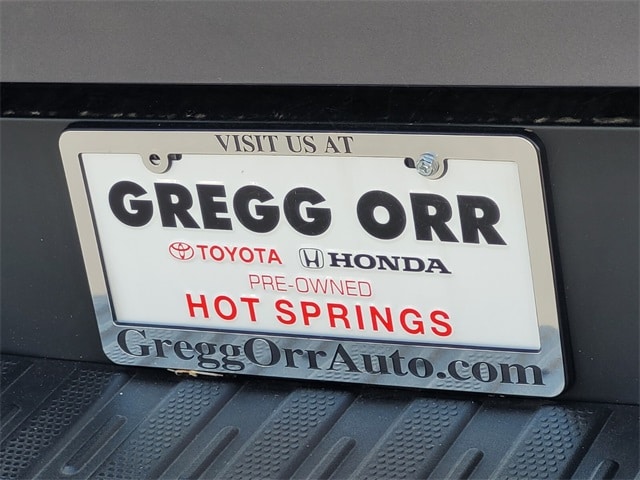 VISIT US AT
GREGG ORR
TOYOTA HONDA
PRE-OWNED
HOT SPRINGS
GreggOrrAuto.com